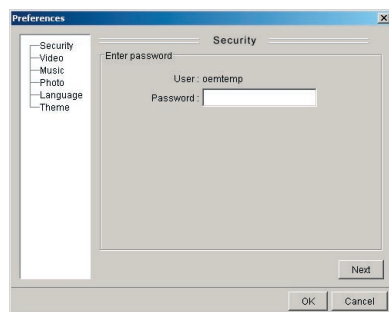 Preferences
Security
Video
Music
Photo
Language
Theme
Security
Enter password
User : oemtemp
Password :
Next
OK Cancel